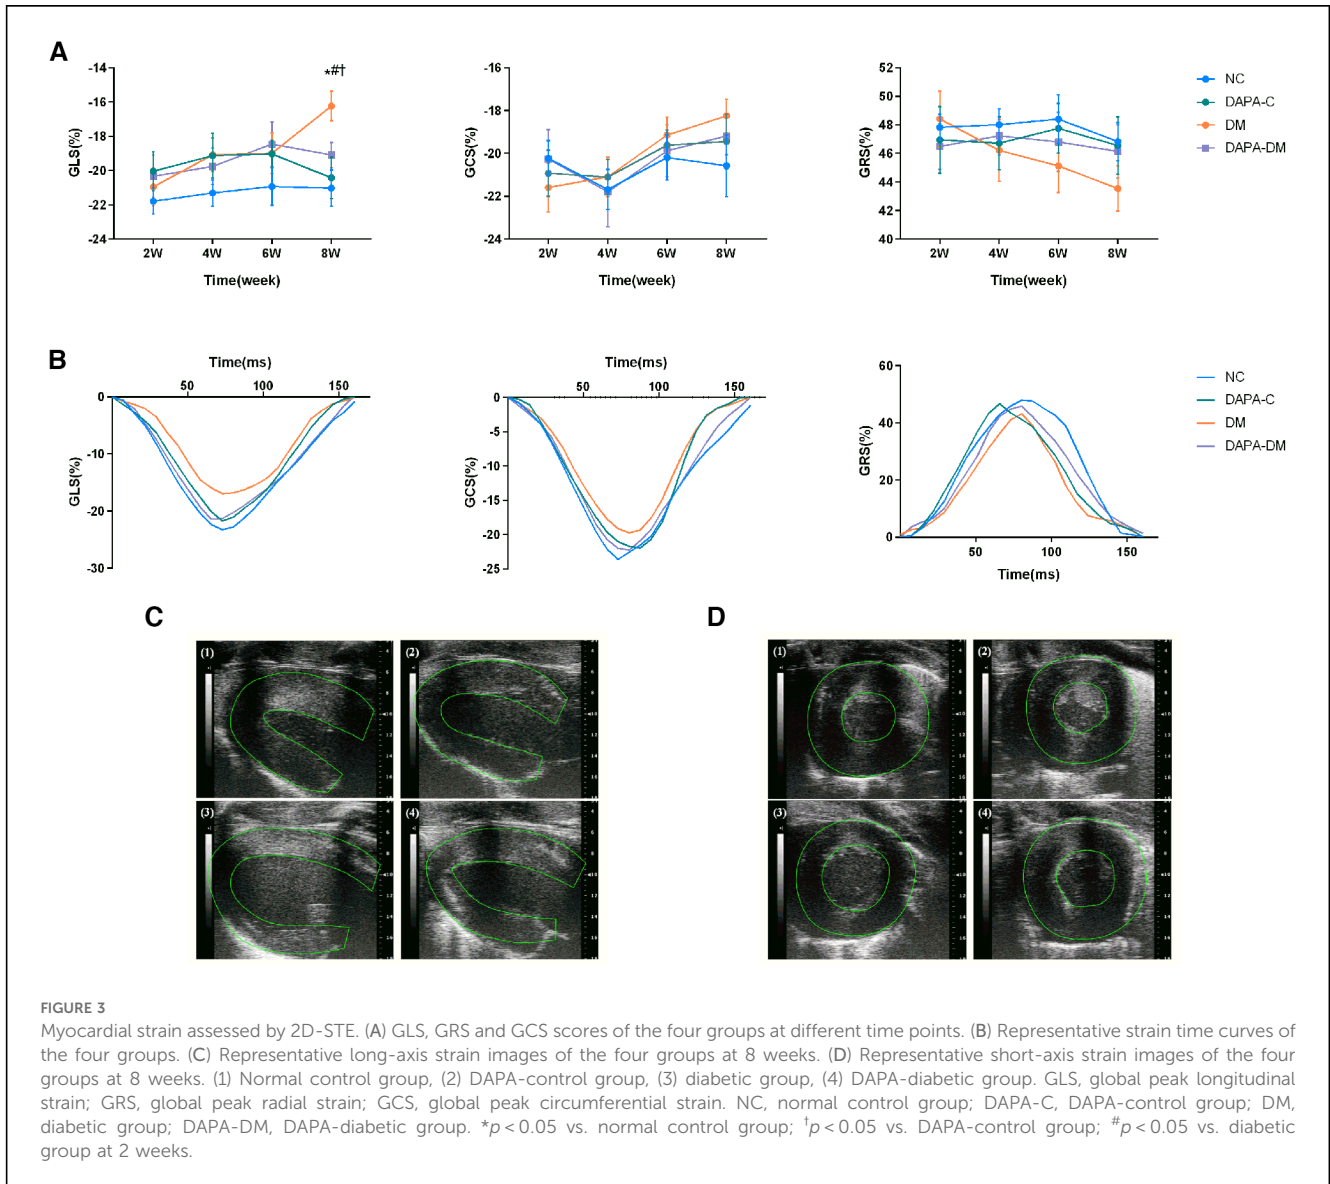 A
-14
-16
-18
-20
-22
-24
GLS(%)
*#†
2W 4W 6W 8W
Time(week)
-16
-18
-20
-22
-24
GCS(%)
2W 4W 6W 8W
Time(week)
52
50
48
46
44
42
40
GRS(%)
2W 4W 6W 8W
Time(week)
NC
DAPA-C
DM
DAPA-DM
B
Time(ms)
50 100 150
0
-10
-20
-30
GLS(%)
Time(ms)
50 100 150
0
-5
-10
-15
-20
-25
GCS(%)
60
40
20
0
GRS(%)
50 100 150
Time(ms)
NC
DAPA-C
DM
DAPA-DM
C
(1)
(2)
(3)
(4)
D
(1)
(2)
(3)
(4)
FIGURE 3
Myocardial strain assessed by 2D-STE. (A) GLS, GRS and GCS scores of the four groups at different time points. (B) Representative strain time curves of
the four groups. (C) Representative long-axis strain images of the four groups at 8 weeks. (D) Representative short-axis strain images of the four
groups at 8 weeks. (1) Normal control group, (2) DAPA-control group, (3) diabetic group, (4) DAPA-diabetic group. GLS, global peak longitudinal
strain; GRS, global peak radial strain; GCS, global peak circumferential strain. NC, normal control group; DAPA-C, DAPA-control group; DM,
diabetic group; DAPA-DM, DAPA-diabetic group. *p < 0.05 vs. normal control group; †p < 0.05 vs. DAPA-control group; #p < 0.05 vs. diabetic
group at 2 weeks.